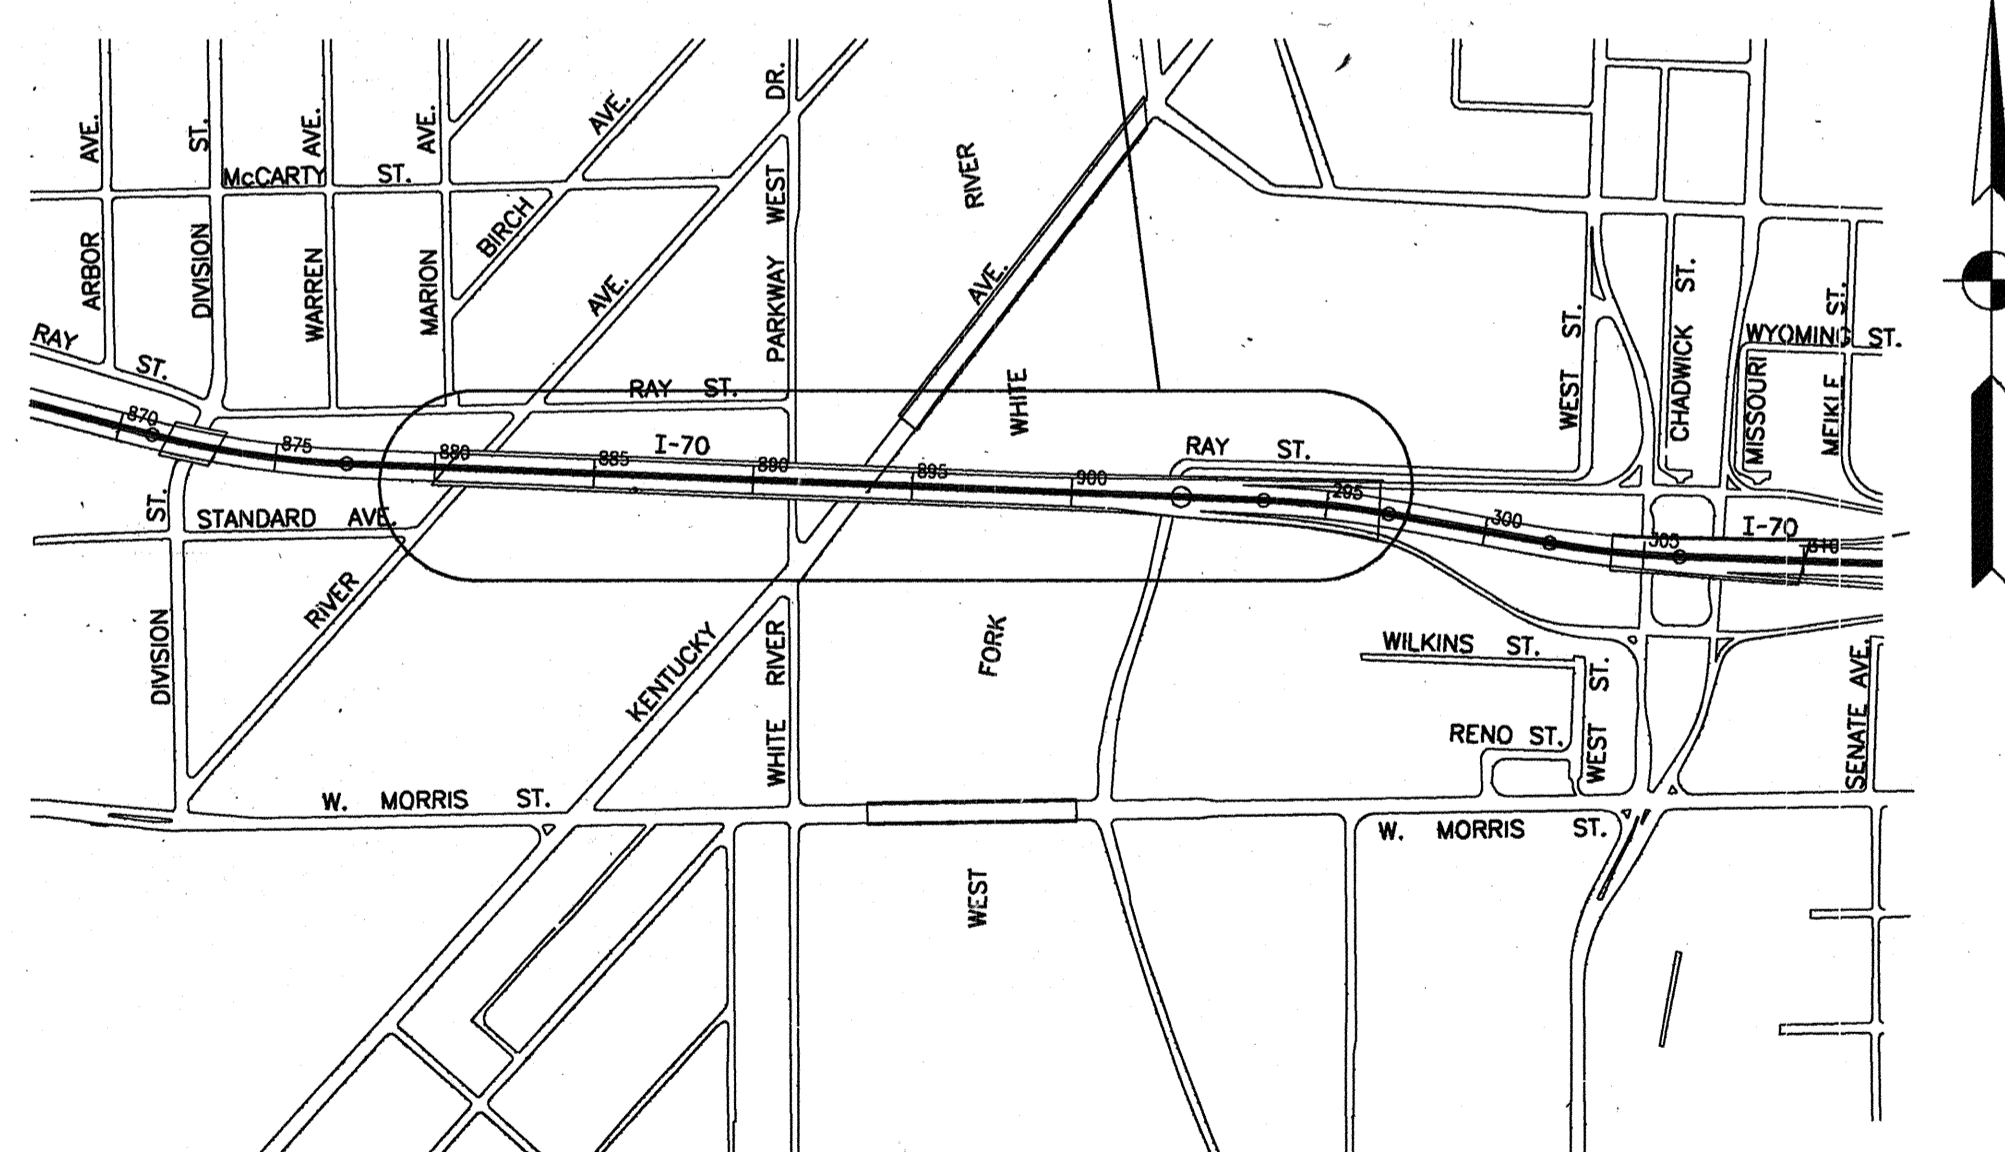 AVE.
ST.
AVE.
AVE.
AVE.
DR.
McCARTY ST.
ARBOR
DIVISION
WARREN
MARION
BIRCH
AVE.
PARKWAY WEST
RIVER
AVE.
WHITE
RAY ST.
RAY ST.
I-70
RAY ST.
WEST ST.
CHADWICK ST.
MISSOURI
WYOMING ST.
ST.
MEIKLE
870
875
880
885
890
895
900
295
300
305
310
I-70
ST.
STANDARD AVE.
DIVISION
RIVER
KENTUCKY
WHITE RIVER
FORK
WILKINS ST.
WEST ST.
RENO ST.
SENATE AVE.
W. MORRIS ST.
W. MORRIS ST.
WEST